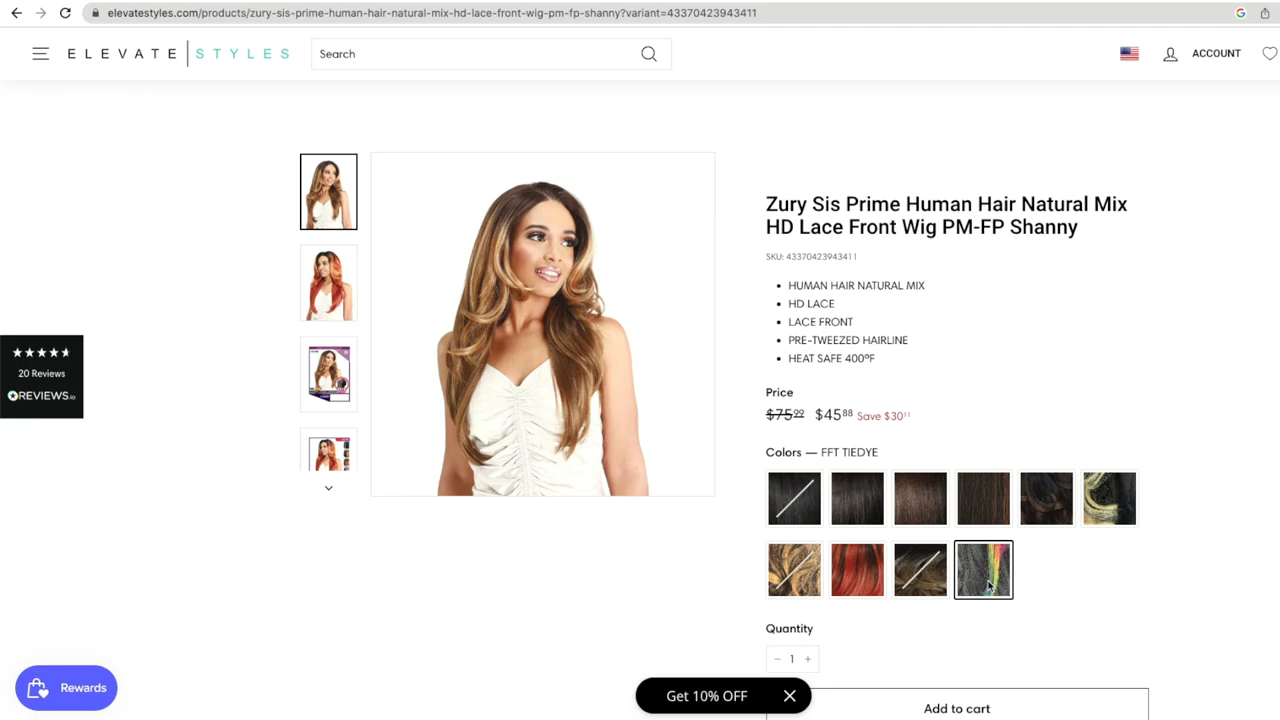 elevatestyles.com/products/zury-sis-prime-human-hair-natural-mix-hd-lace-front-wig-pm-fp-shanny?variant=43370423943411
ELEVATE STYLES
Search
ACCOUNT
Zury Sis Prime Human Hair Natural Mix
HD Lace Front Wig PM-FP Shanny
SKU: 43370423943411
• HUMAN HAIR NATURAL MIX
• HD LACE
• LACE FRONT
• PRE-TWEEZED HAIRLINE
• HEAT SAFE 400ºF
20 Reviews
REVIEWS.io
Price
$75.99 $45.88 Save $30.11
Colors — FFT TIEDYE
Quantity
− 1 +
Rewards
Get 10% OFF
Add to cart